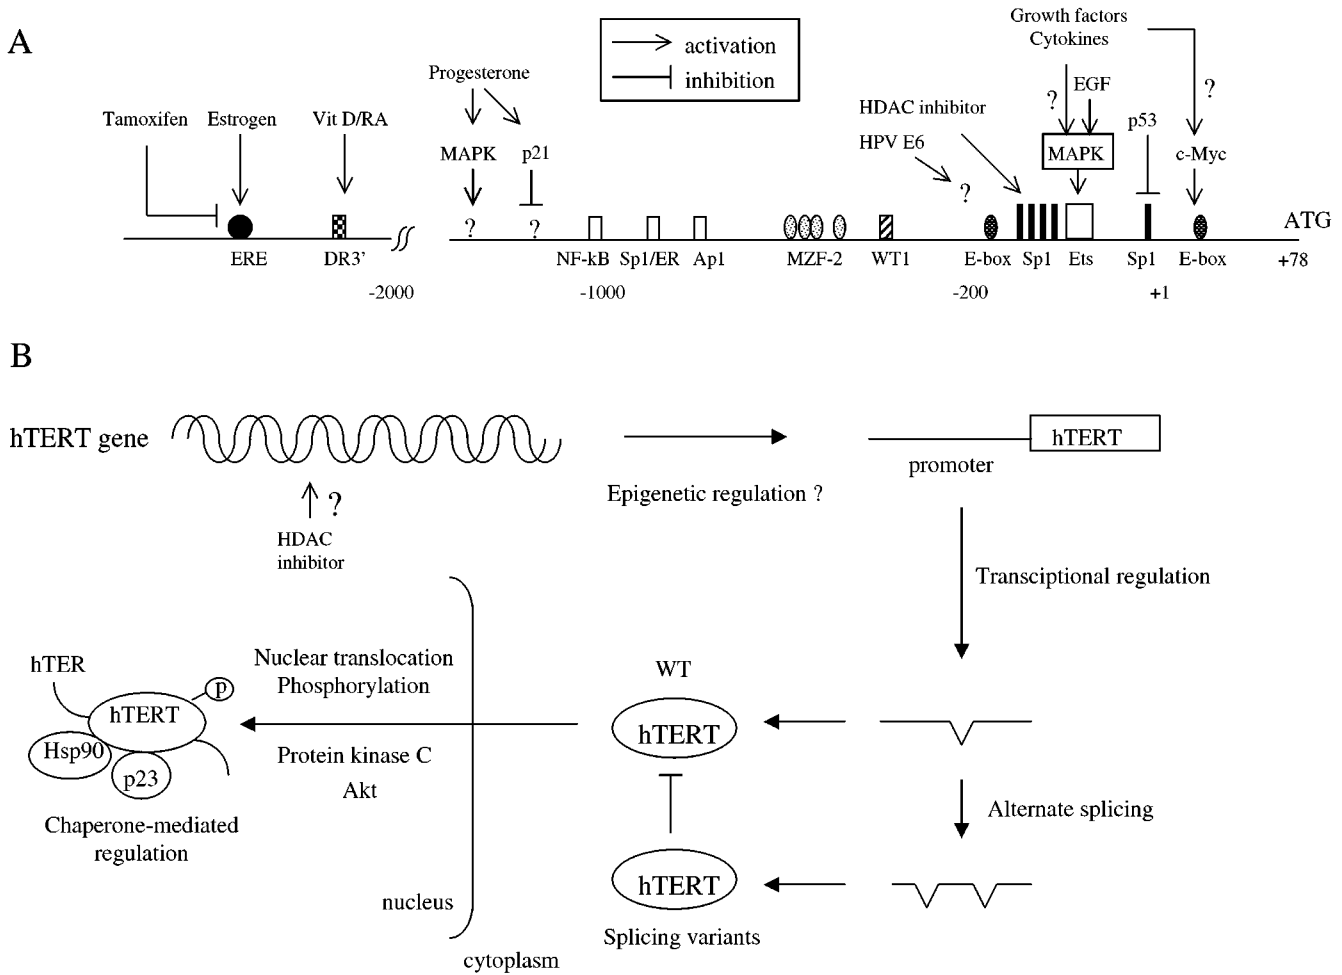 A
Growth factors
Cytokines
activation
inhibition
Progesterone
?
EGF
?
Tamoxifen
Estrogen
Vit D/RA
HDAC inhibitor
p53
MAPK
p21
HPV E6
MAPK
c-Myc
?
?
?
ATG
ERE
DR3'
NF-kB
Sp1/ER
Ap1
MZF-2
WT1
E-box
Sp1
Ets
Sp1
E-box
+78
-2000
-1000
-200
+1
B
hTERT gene
hTERT
promoter
Epigenetic regulation ?
?
HDAC
inhibitor
Transciptional regulation
hTER
Nuclear translocation
Phosphorylation
WT
p
hTERT
hTERT
Hsp90
p23
Protein kinase C
Akt
Alternate splicing
Chaperone-mediated
regulation
hTERT
nucleus
Splicing variants
cytoplasm